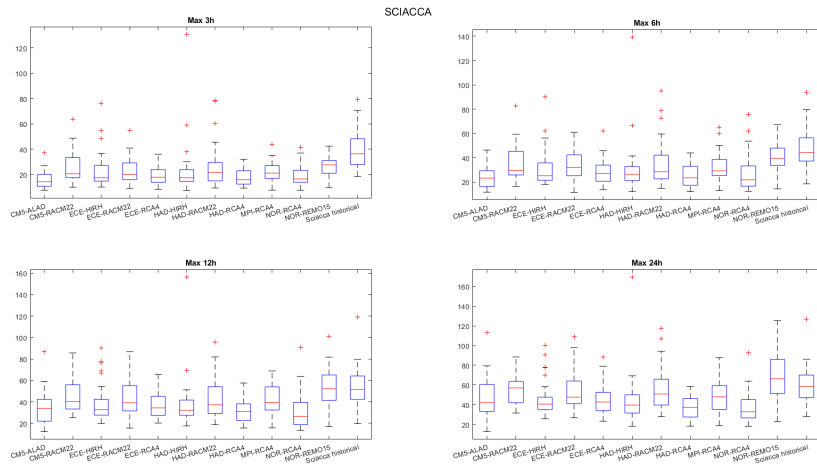 SCIACCA
Max 3h
120
100
80
60
40
20
CM5-ALAD
CM5-RACM22
ECE-HIRH
ECE-RACM22
ECE-RCA4
HAD-HIRH
HAD-RACM22
HAD-RCA4
MPI-RCA4
NOR-RCA4
NOR-REMO15
Sciacca historical
Max 6h
140
120
100
80
60
40
20
CM5-ALAD
CM5-RACM22
ECE-HIRH
ECE-RACM22
ECE-RCA4
HAD-HIRH
HAD-RACM22
HAD-RCA4
MPI-RCA4
NOR-RCA4
NOR-REMO15
Sciacca historical
Max 12h
160
140
120
100
80
60
40
20
CM5-ALAD
CM5-RACM22
ECE-HIRH
ECE-RACM22
ECE-RCA4
HAD-HIRH
HAD-RACM22
HAD-RCA4
MPI-RCA4
NOR-RCA4
NOR-REMO15
Sciacca historical
Max 24h
160
140
120
100
80
60
40
20
CM5-ALAD
CM5-RACM22
ECE-HIRH
ECE-RACM22
ECE-RCA4
HAD-HIRH
HAD-RACM22
HAD-RCA4
MPI-RCA4
NOR-RCA4
NOR-REMO15
Sciacca historical